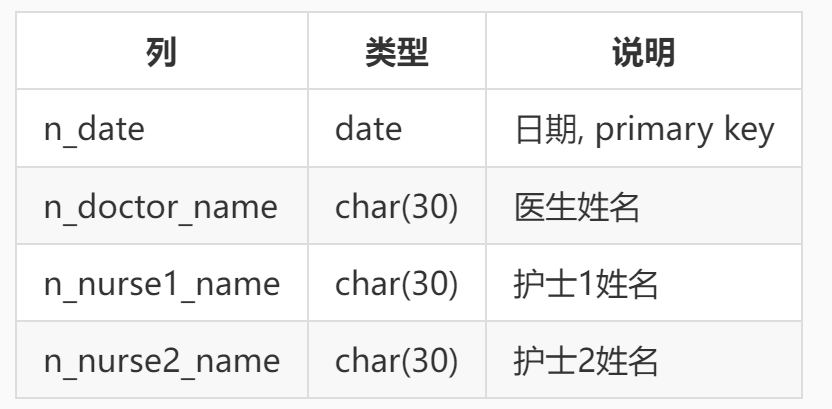 列 类型 说明
n_date date 日期, primary key
n_doctor_name char(30) 医生姓名
n_nurse1_name char(30) 护士1姓名
n_nurse2_name char(30) 护士2姓名